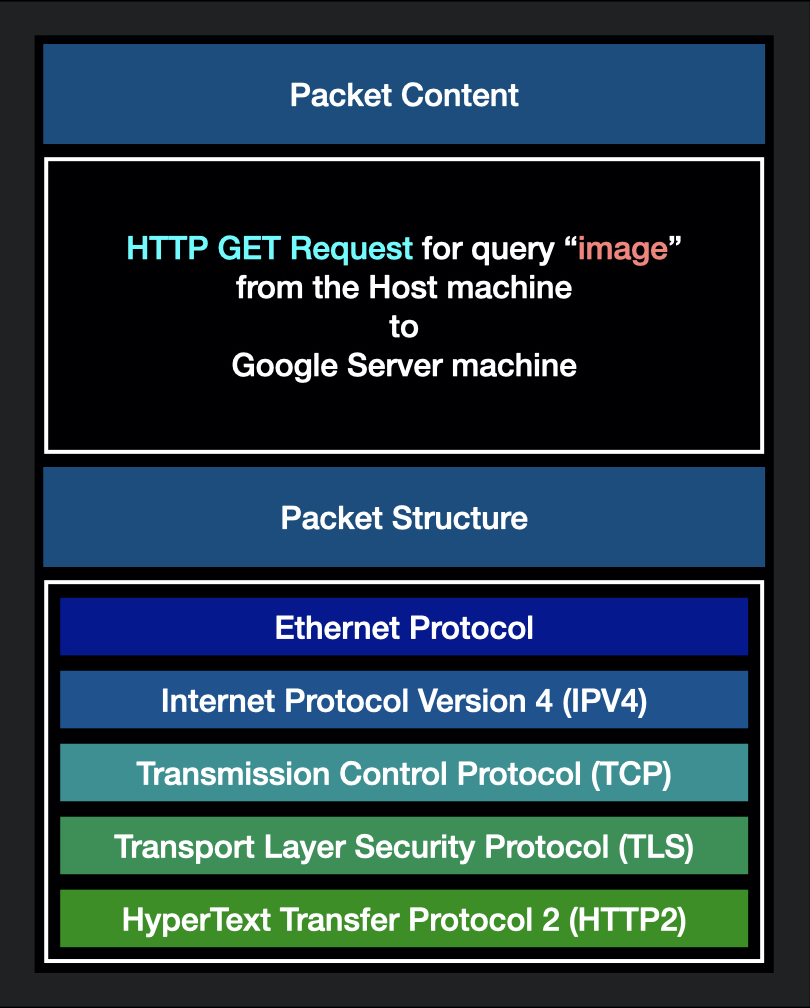 Packet Content
HTTP GET Request for query “image”
from the Host machine
to
Google Server machine
Packet Structure
Ethernet Protocol
Internet Protocol Version 4 (IPV4)
Transmission Control Protocol (TCP)
Transport Layer Security Protocol (TLS)
HyperText Transfer Protocol 2 (HTTP2)